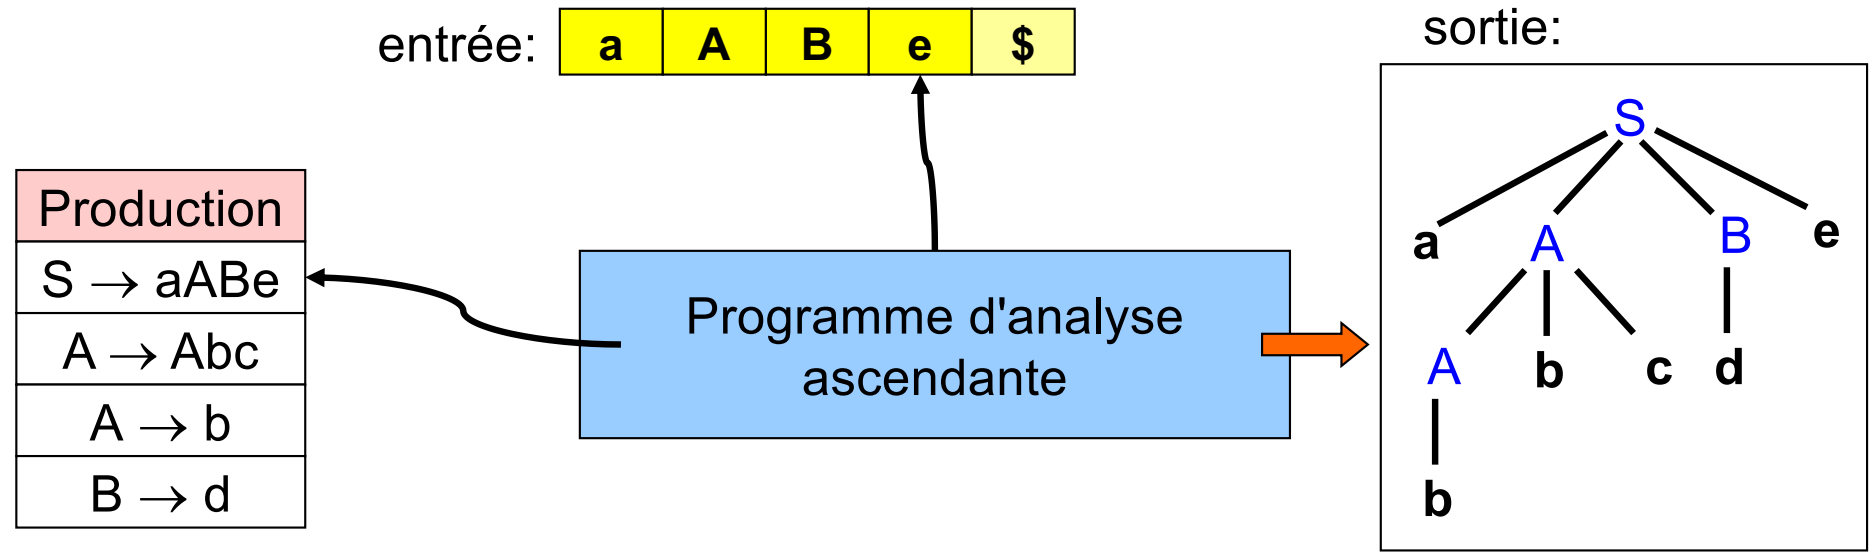 entrée: a A B e $
sortie:
Production
S → aABe
A → Abc
A → b
B → d
Programme d'analyse
ascendante
S
a A B e
A b c d
b